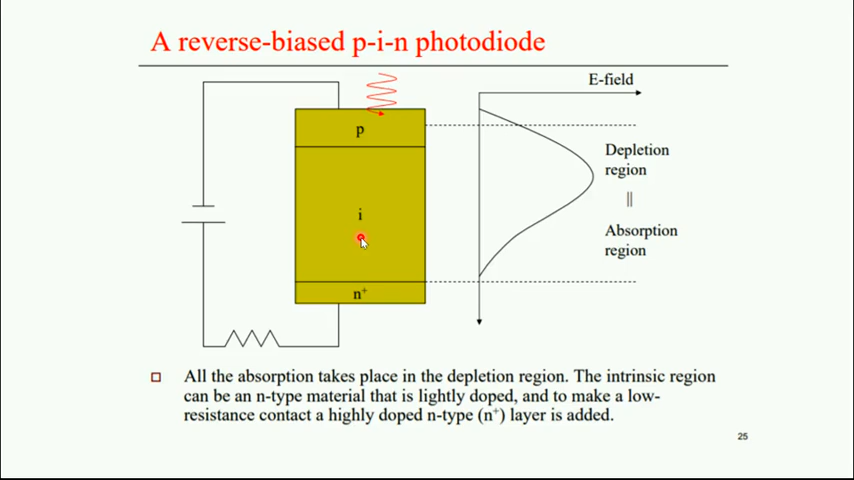 A reverse-biased p-i-n photodiode
E-field
p
Depletion
region
||
i
Absorption
region
n+
All the absorption takes place in the depletion region. The intrinsic region
can be an n-type material that is lightly doped, and to make a low-
resistance contact a highly doped n-type (n+) layer is added.
25